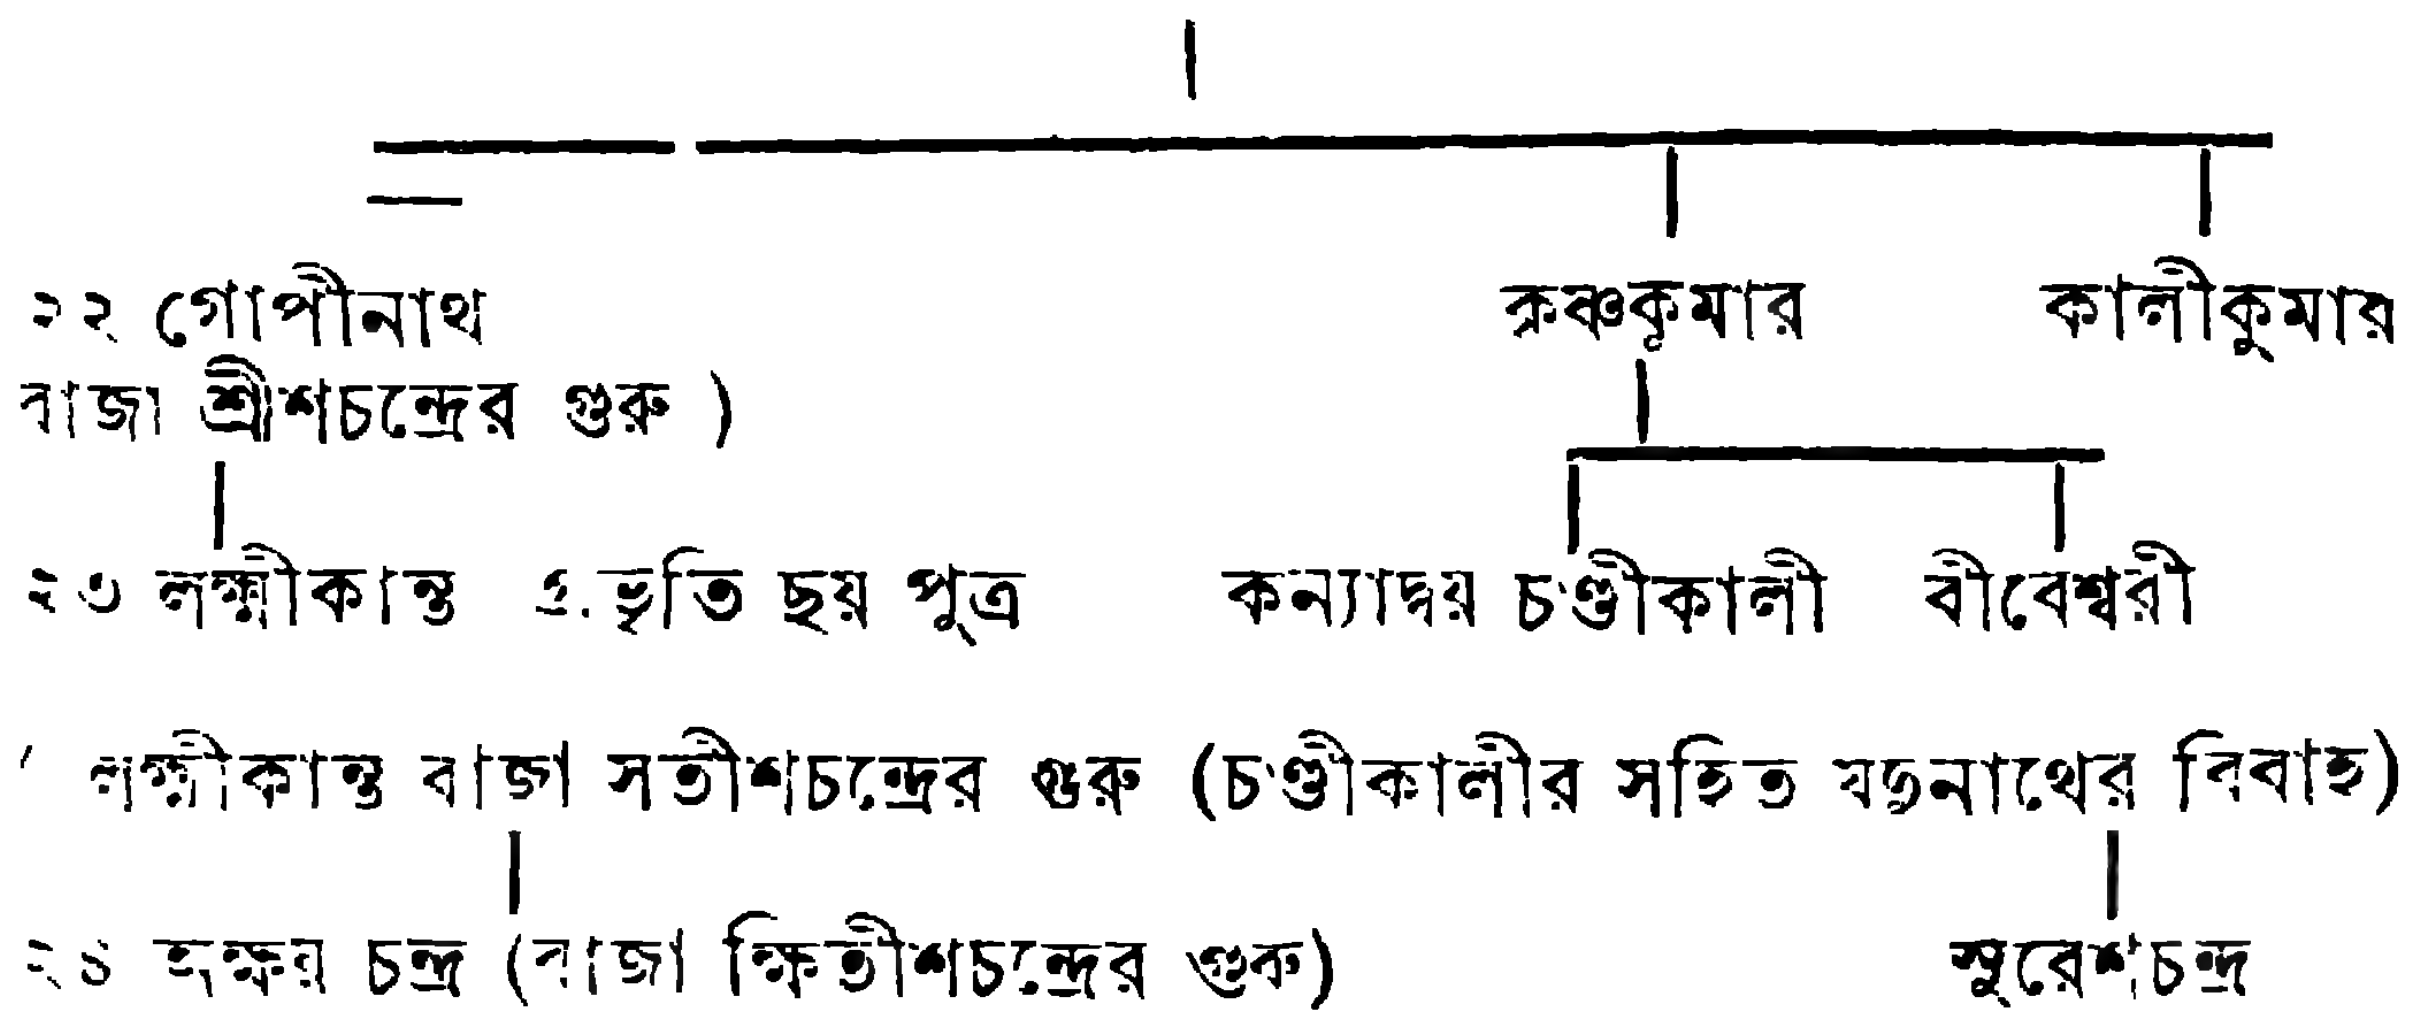 ২২ গোপীনাথ কৃষ্ণকুমার কালীকুমার
রাজা শ্রীশচন্দ্রের গুরু )
২৩ লক্ষ্মীকান্ত প্রভৃতি ছয় পুত্র কন্যাদ্বয় চণ্ডীকালী বীরেশ্বরী
( লক্ষ্মীকান্ত রাজা সতীশচন্দ্রের গুরু (চণ্ডীকালীর সহিত যদুনাথের বিবাহ)
২৪ অক্ষয় চন্দ্র (রাজা ক্ষিতীশচন্দ্রের গুরু) সুরেশচন্দ্র